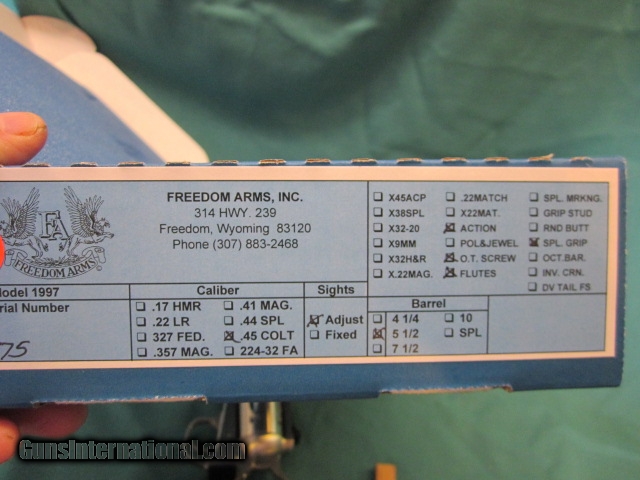 FREEDOM ARMS, INC.
314 HWY. 239
Freedom, Wyoming 83120
Phone (307) 883-2468
FA
FREEDOM ARMS
X45ACP .22MATCH SPL. MRKNG.
X38SPL X22MAT. GRIP STUD
X32-20 ACTION RND BUTT
X9MM POL&JEWEL SPL. GRIP
X32H&R O.T. SCREW OCT.BAR.
X.22MAG. FLUTES INV. CRN.
DV TAIL FS
odel 1997
Caliber
Sights
Barrel
erial Number
75
.17 HMR .41 MAG.
.22 LR .44 SPL
327 FED. .45 COLT
.357 MAG. 224-32 FA
Adjust
Fixed
4 1/4 10
5 1/2 SPL
7 1/2
GunsInternational.com